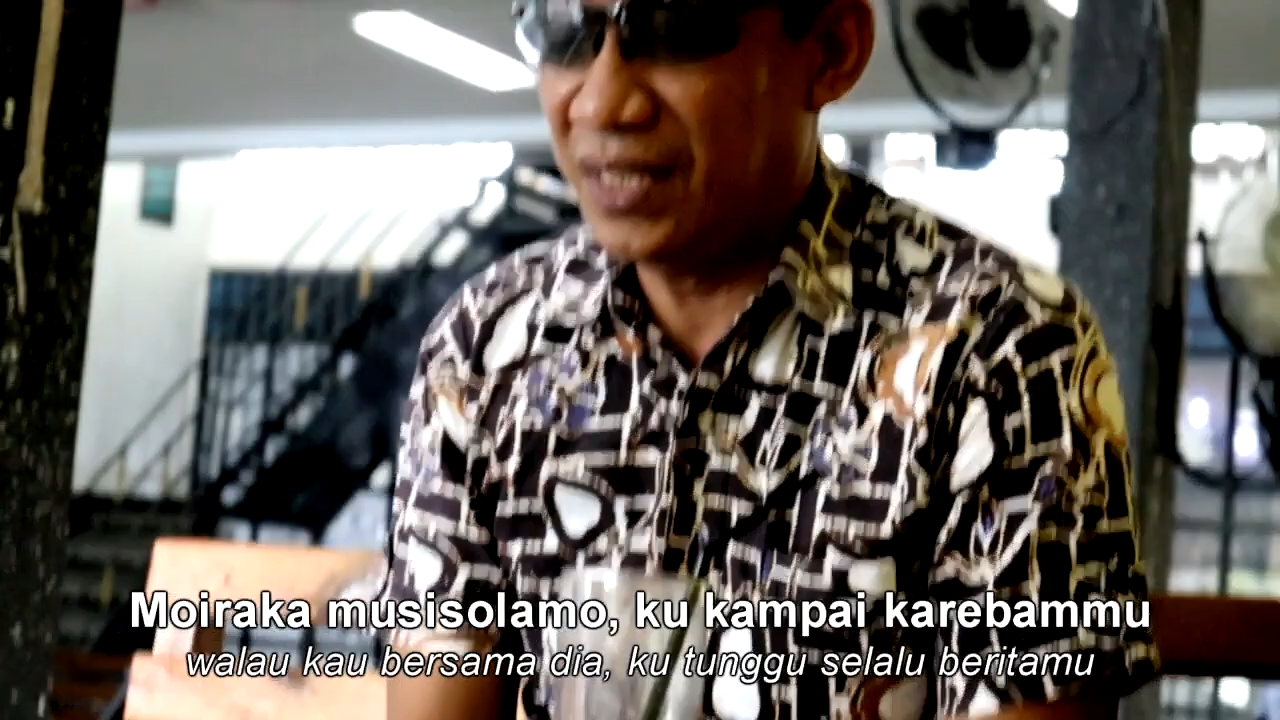 Moiraka musisolamo, ku kampai karebammu
walau kau bersama dia, ku tunggu selalu beritamu